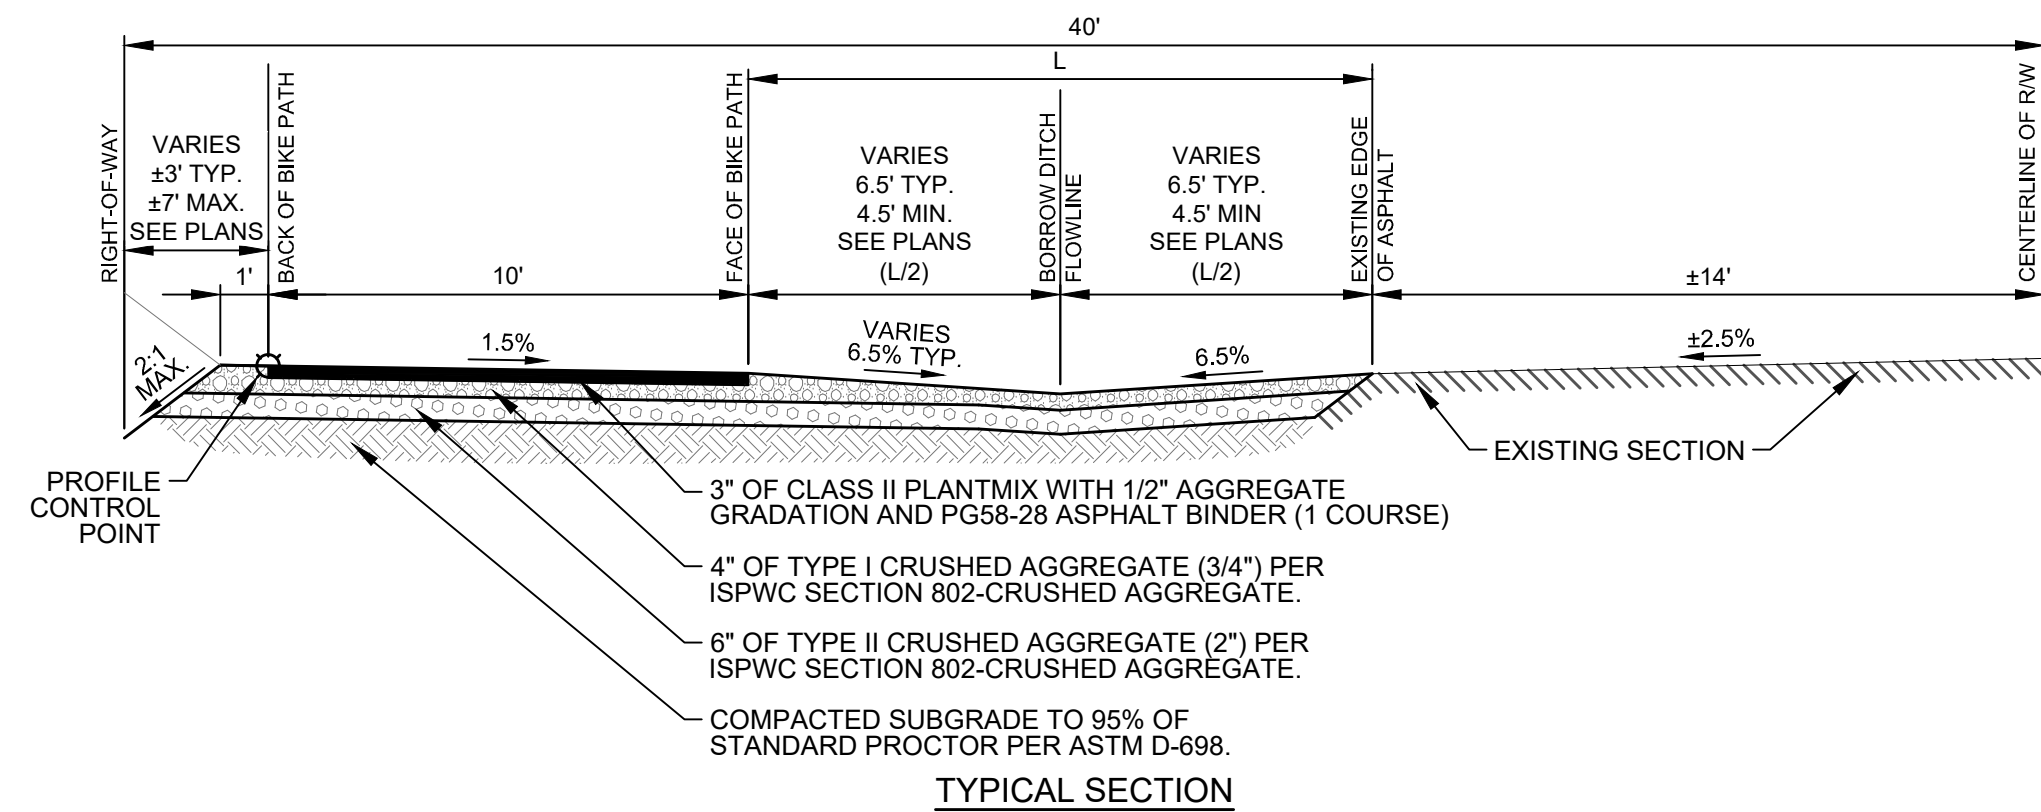 40'
L
RIGHT-OF-WAY
VARIES
±3' TYP.
±7' MAX.
SEE PLANS
BACK OF BIKE PATH
FACE OF BIKE PATH
VARIES
6.5' TYP.
4.5' MIN.
SEE PLANS
(L/2)
BORROW DITCH
FLOWLINE
VARIES
6.5' TYP.
4.5' MIN
SEE PLANS
(L/2)
EXISTING EDGE
OF ASPHALT
CENTERLINE OF R/W
1'
10'
±14'
2:1
MAX.
1.5%
VARIES
6.5% TYP.
6.5%
±2.5%
PROFILE
CONTROL
POINT
EXISTING SECTION
3" OF CLASS II PLANTMIX WITH 1/2" AGGREGATE
GRADATION AND PG58-28 ASPHALT BINDER (1 COURSE)
4" OF TYPE I CRUSHED AGGREGATE (3/4") PER
ISPWC SECTION 802-CRUSHED AGGREGATE.
6" OF TYPE II CRUSHED AGGREGATE (2") PER
ISPWC SECTION 802-CRUSHED AGGREGATE.
COMPACTED SUBGRADE TO 95% OF
STANDARD PROCTOR PER ASTM D-698.
TYPICAL SECTION